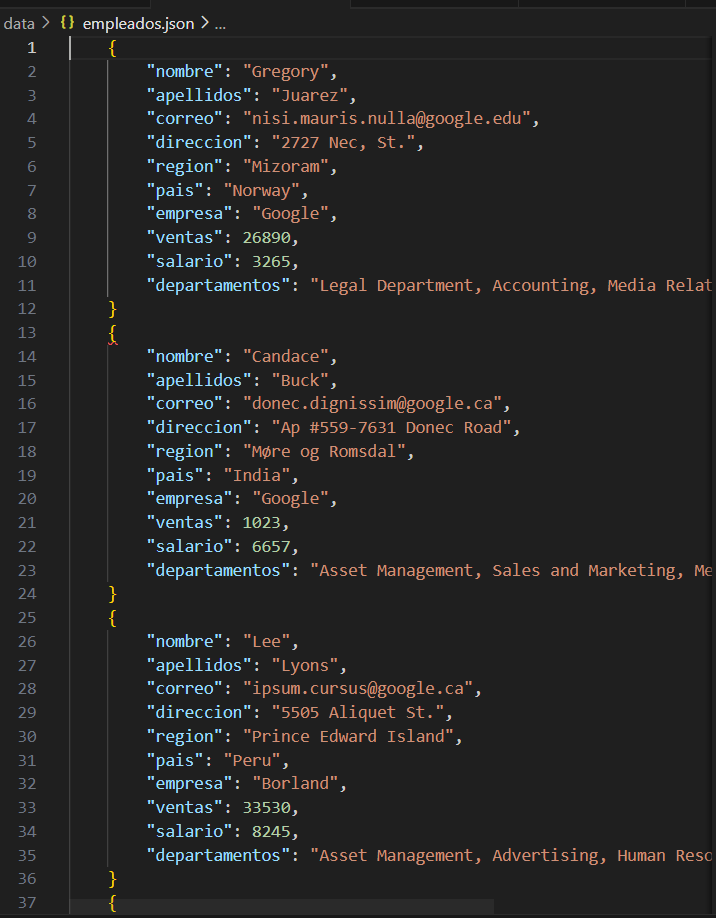 data > {} empleados.json > ...
1 {
2 "nombre": "Gregory",
3 "apellidos": "Juarez",
4 "correo": "nisi.mauris.nulla@google.edu",
5 "direccion": "2727 Nec, St.",
6 "region": "Mizoram",
7 "pais": "Norway",
8 "empresa": "Google",
9 "ventas": 26890,
10 "salario": 3265,
11 "departamentos": "Legal Department, Accounting, Media Relat
12 }
13 {
14 "nombre": "Candace",
15 "apellidos": "Buck",
16 "correo": "donec.dignissim@google.ca",
17 "direccion": "Ap #559-7631 Donec Road",
18 "region": "Møre og Romsdal",
19 "pais": "India",
20 "empresa": "Google",
21 "ventas": 1023,
22 "salario": 6657,
23 "departamentos": "Asset Management, Sales and Marketing, Me
24 }
25 {
26 "nombre": "Lee",
27 "apellidos": "Lyons",
28 "correo": "ipsum.cursus@google.ca",
29 "direccion": "5505 Aliquet St.",
30 "region": "Prince Edward Island",
31 "pais": "Peru",
32 "empresa": "Borland",
33 "ventas": 33530,
34 "salario": 8245,
35 "departamentos": "Asset Management, Advertising, Human Reso
36 }
37 {